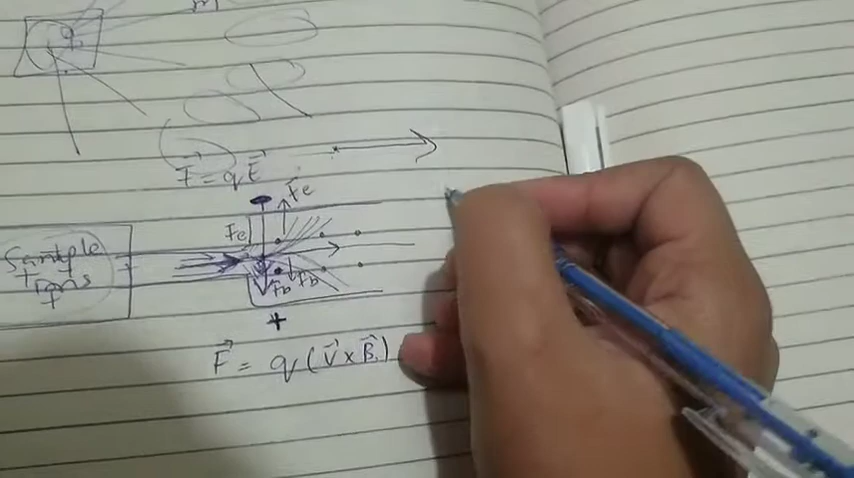 q
F = qE
Fe
Fe
Sample
+
Ions
+
Fb Fb
+
F = q(V×B)